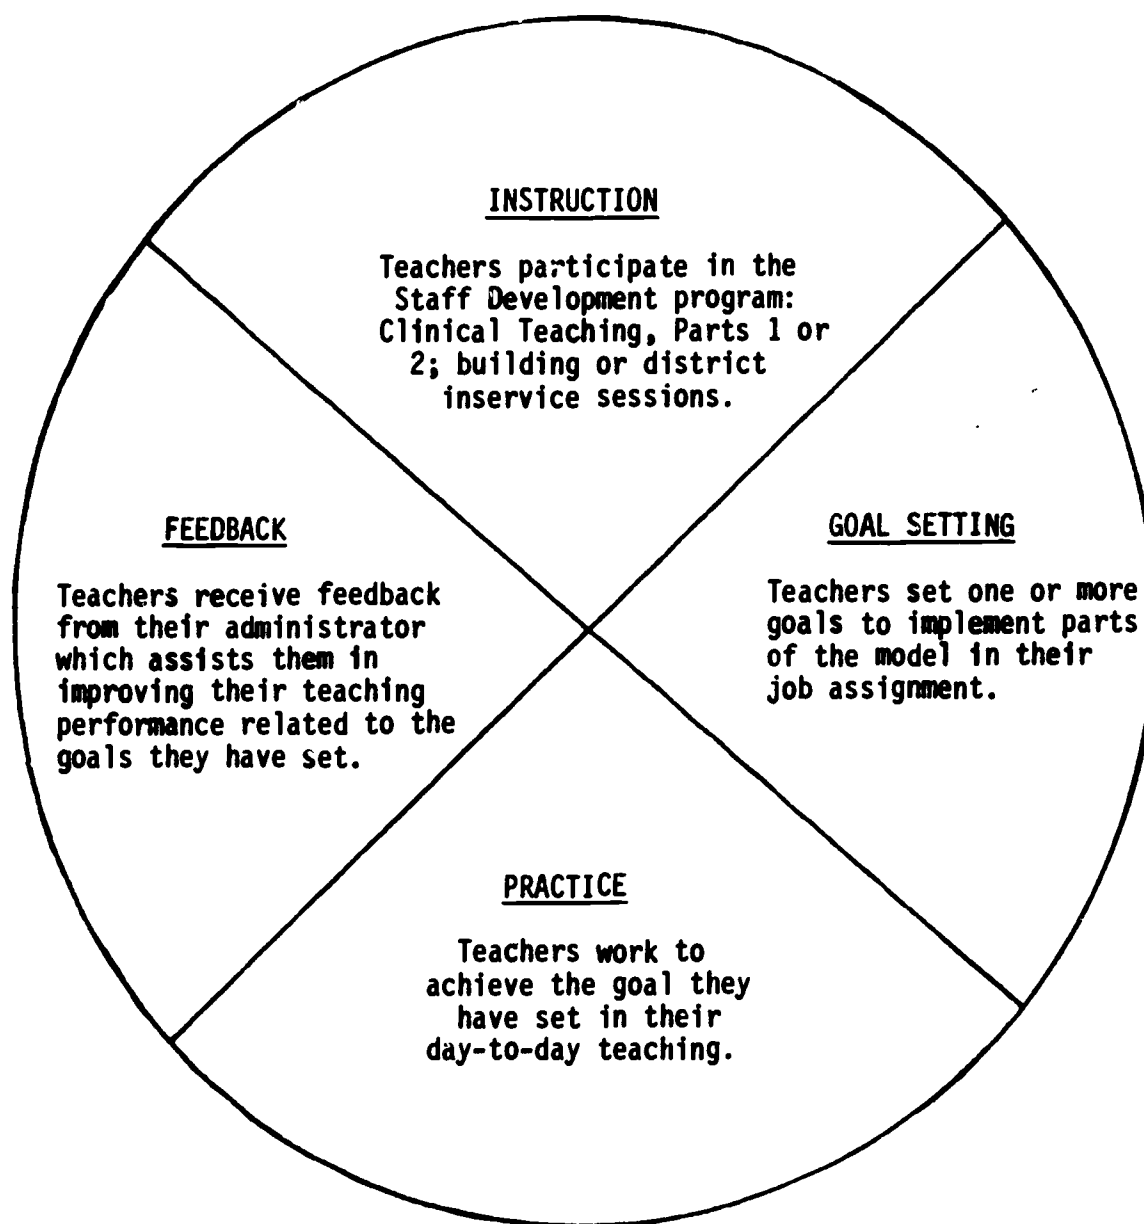 INSTRUCTION
Teachers participate in the
Staff Development program:
Clinical Teaching, Parts 1 or
2; building or district
inservice sessions.
GOAL SETTING
Teachers set one or more
goals to implement parts
of the model in their
job assignment.
PRACTICE
Teachers work to
achieve the goal they
have set in their
day-to-day teaching.
FEEDBACK
Teachers receive feedback
from their administrator
which assists them in
improving their teaching
performance related to the
goals they have set.